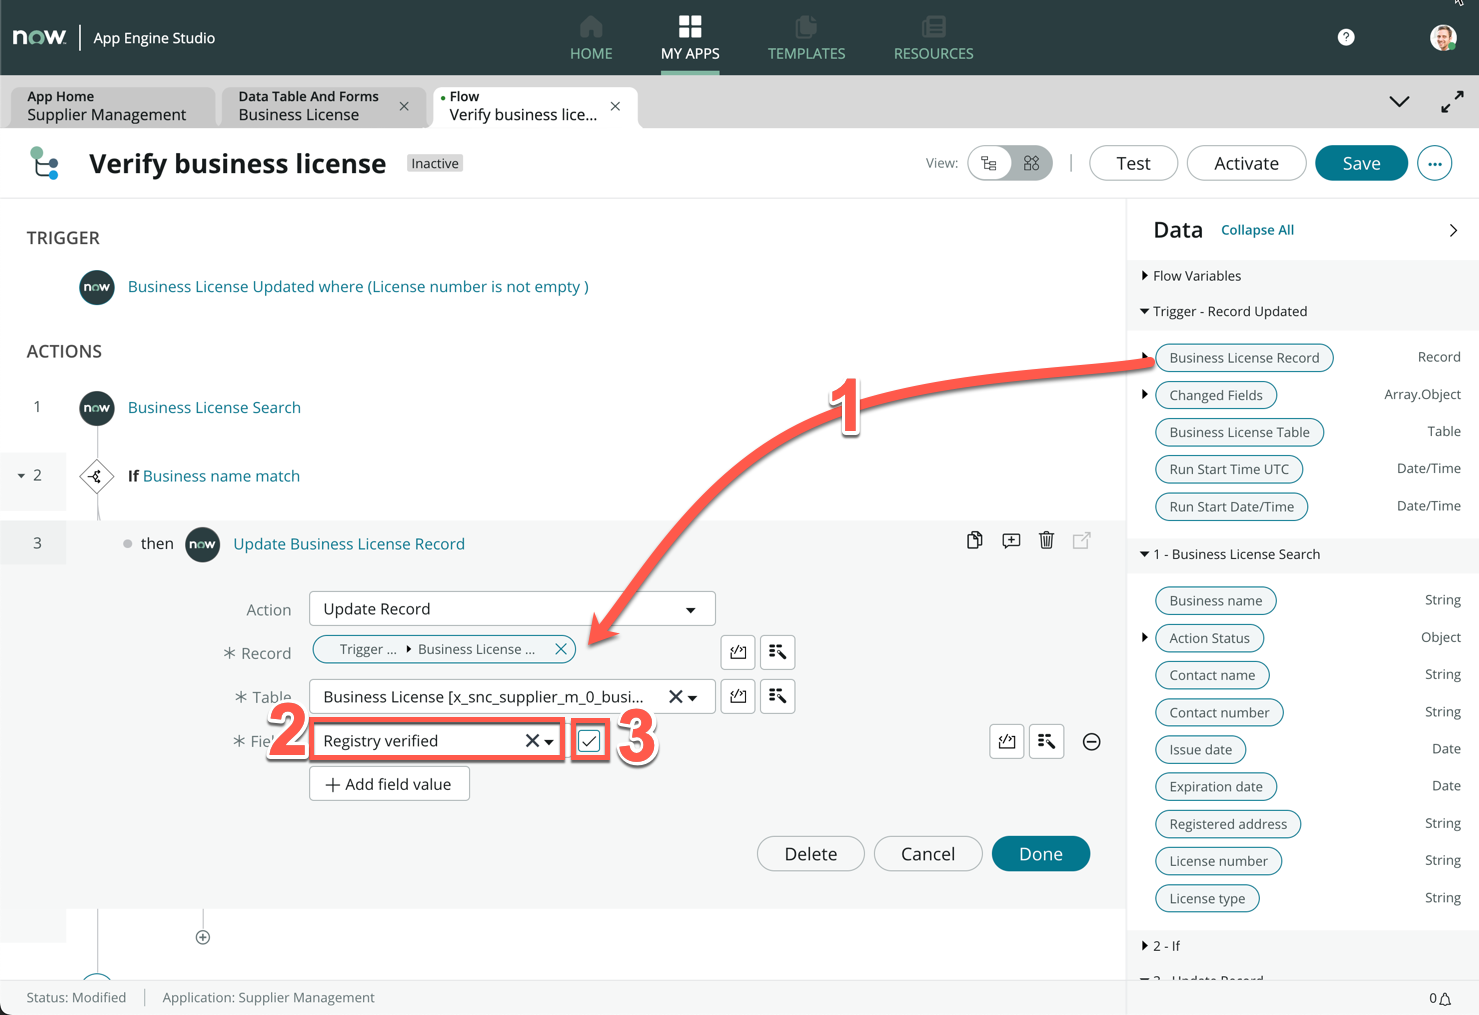 now
App Engine Studio
HOME
MY APPS
TEMPLATES
RESOURCES
?
App Home
Supplier Management
Data Table And Forms
Business License
Flow
Verify business lice...
Verify business license
Inactive
View:
Test
Activate
Save
TRIGGER
now
Business License Updated where (License number is not empty )
ACTIONS
1
now
Business License Search
2
If Business name match
3
then
now
Update Business License Record
Action
Update Record
* Record
Trigger ... ▸ Business License ...
* Table
Business License [x_snc_supplier_m_0_busi...
* Fiel
Registry verified
+ Add field value
Delete
Cancel
Done
1
2
3
Data
Collapse All
Flow Variables
Trigger - Record Updated
Business License Record
Record
Changed Fields
Array.Object
Business License Table
Table
Run Start Time UTC
Date/Time
Run Start Date/Time
Date/Time
1 - Business License Search
Business name
String
Action Status
Object
Contact name
String
Contact number
String
Issue date
Date
Expiration date
Date
Registered address
String
License number
String
License type
String
2 - If
3 - Update Record
Status: Modified
Application: Supplier Management
0